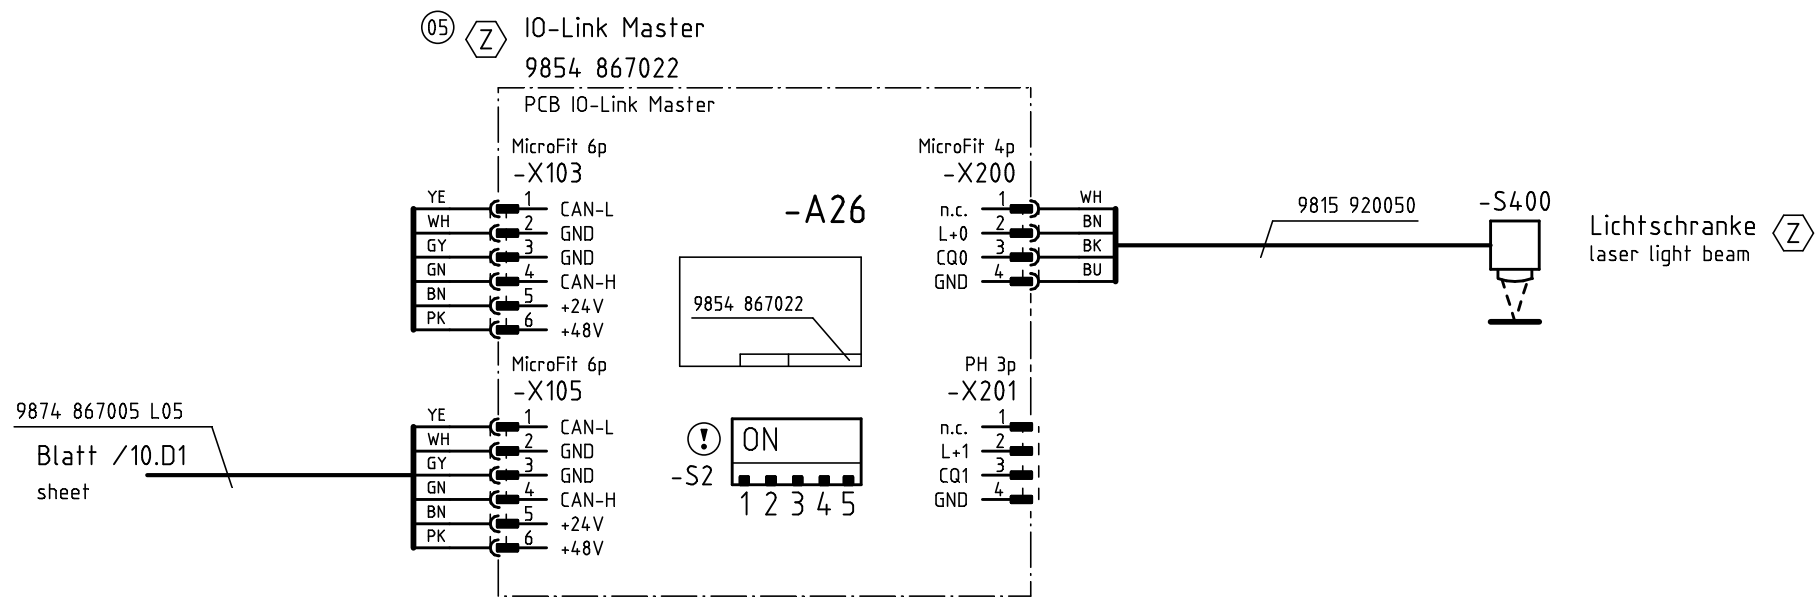 05 Z IO-Link Master
9854 867022
PCB IO-Link Master
MicroFit 6p
-X103
YE 1 CAN-L
WH 2 GND
GY 3 GND
GN 4 CAN-H
BN 5 +24V
PK 6 +48V
MicroFit 6p
-X105
YE 1 CAN-L
WH 2 GND
GY 3 GND
GN 4 CAN-H
BN 5 +24V
PK 6 +48V
9874 867005 L05
Blatt /10.D1
sheet
-A26
9854 867022
! ON
-S2
1 2 3 4 5
MicroFit 4p
-X200
n.c. 1 WH
L+0 2 BN
CQ0 3 BK
GND 4 BU
PH 3p
-X201
n.c. 1
L+1 2
CQ1 3
GND 4
9815 920050
-S400
Lichtschranke Z
laser light beam